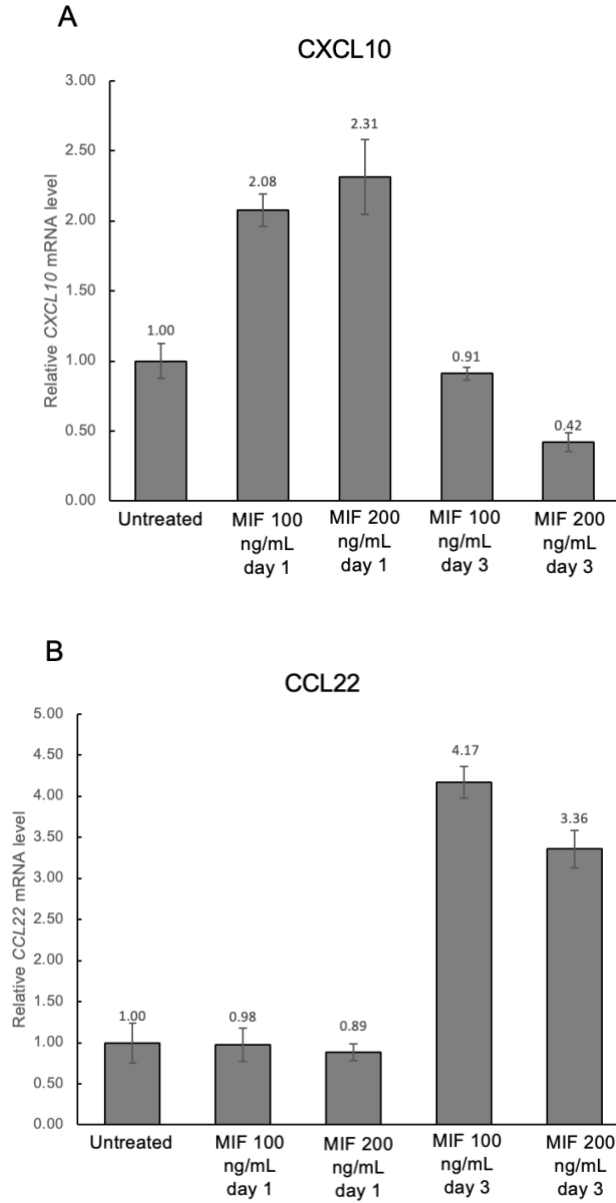 A
CXCL10
Relative CXCL10 mRNA level
3.00
2.50
2.00
1.50
1.00
0.50
0.00
1.00
2.08
2.31
0.91
0.42
Untreated
MIF 100
ng/mL
day 1
MIF 200
ng/mL
day 1
MIF 100
ng/mL
day 3
MIF 200
ng/mL
day 3
B
CCL22
Relative CCL22 mRNA level
5.00
4.50
4.00
3.50
3.00
2.50
2.00
1.50
1.00
0.50
0.00
1.00
0.98
0.89
4.17
3.36
Untreated
MIF 100
ng/mL
day 1
MIF 200
ng/mL
day 1
MIF 100
ng/mL
day 3
MIF 200
ng/mL
day 3